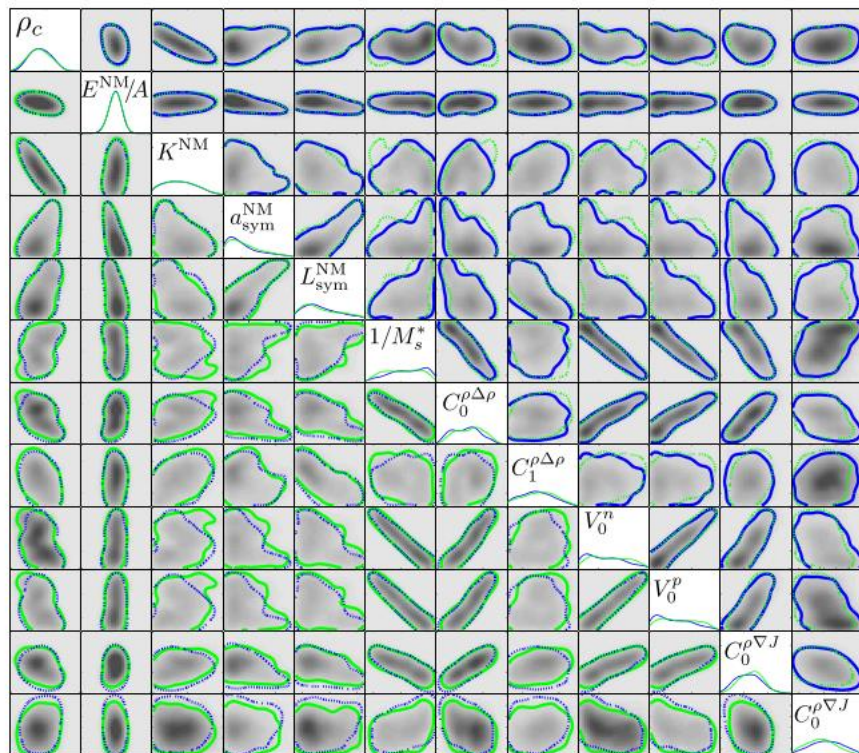 ρ_c
E^NM/A
K^NM
a_sym^NM
L_sym^NM
1/M_s^*
C_0^ρΔρ
C_1^ρΔρ
V_0^n
V_0^p
C_0^ρ∇J
C_0^ρ∇J